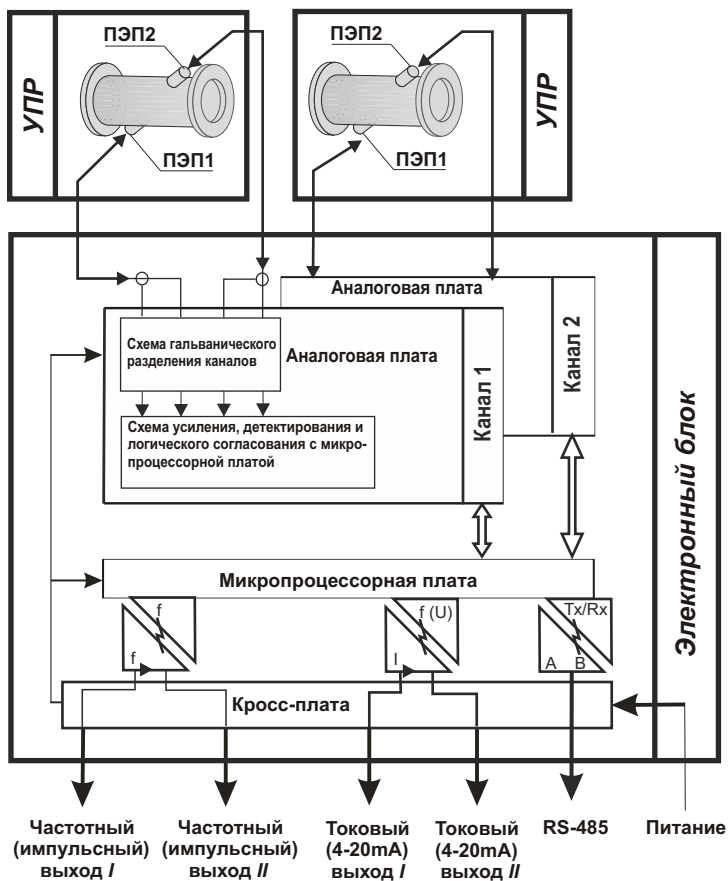 ПЭП2
ПЭП2
УПР
УПР
ПЭП1
ПЭП1
Аналоговая плата
Схема гальванического
разделения каналов
Аналоговая плата
Канал 1
Канал 2
Схема усиления, детектирования и
логического согласования с микро-
процессорной платой
Электронный блок
Микропроцессорная плата
f
f
f (U)
I
Tx/Rx
A B
Кросс-плата
Частотный
(импульсный)
выход I
Частотный
(импульсный)
выход II
Токовый
(4-20mA)
выход I
Токовый
(4-20mA)
выход II
RS-485
Питание